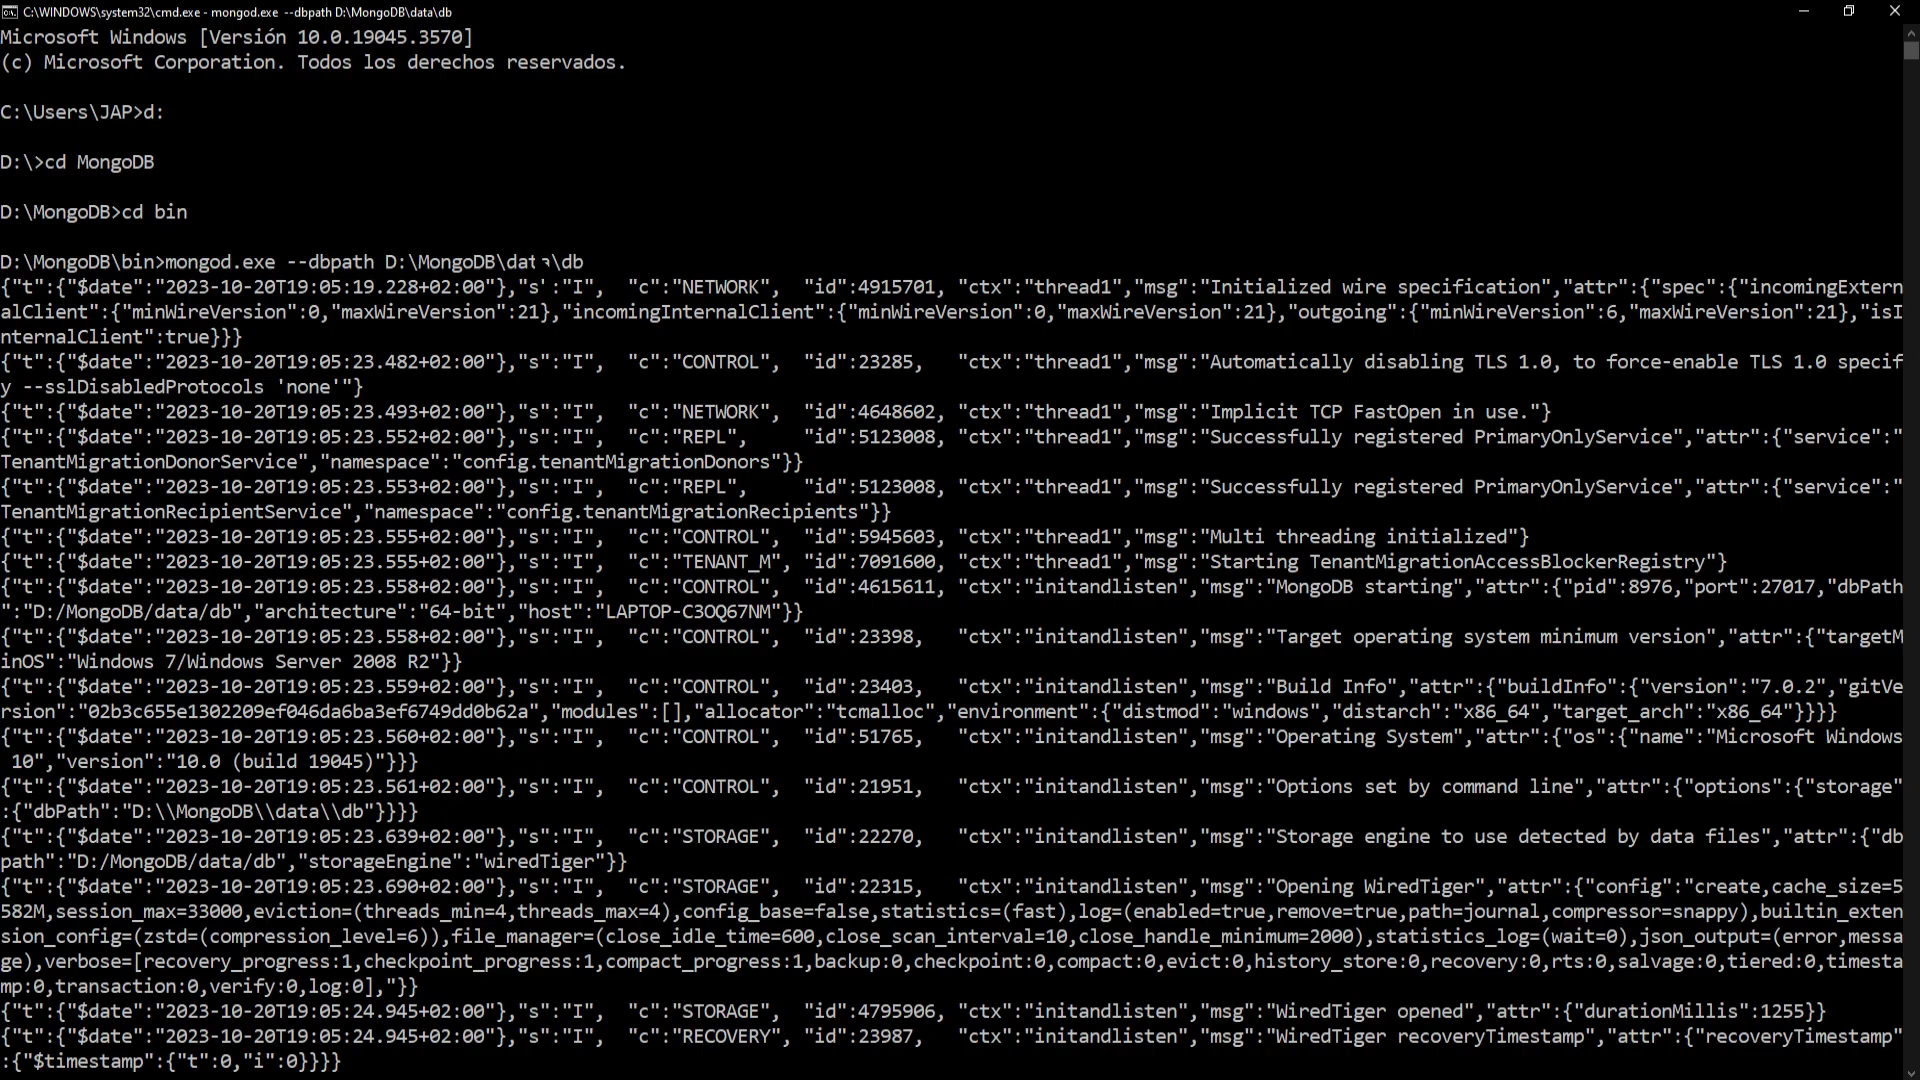 C:\WINDOWS\system32\cmd.exe - mongod.exe --dbpath D:\MongoDB\data\db
Microsoft Windows [Versión 10.0.19045.3570]
(c) Microsoft Corporation. Todos los derechos reservados.
C:\Users\JAP>d:
D:\>cd MongoDB
D:\MongoDB>cd bin
D:\MongoDB\bin>mongod.exe --dbpath D:\MongoDB\data\db
{"t":{"$date":"2023-10-20T19:05:19.228+02:00"},"s":"I",  "c":"NETWORK",  "id":4915701, "ctx":"thread1","msg":"Initialized wire specification","attr":{"spec":{"incomingExtern
alClient":{"minWireVersion":0,"maxWireVersion":21},"incomingInternalClient":{"minWireVersion":0,"maxWireVersion":21},"outgoing":{"minWireVersion":6,"maxWireVersion":21},"isI
nternalClient":true}}}
{"t":{"$date":"2023-10-20T19:05:23.482+02:00"},"s":"I",  "c":"CONTROL",  "id":23285,   "ctx":"thread1","msg":"Automatically disabling TLS 1.0, to force-enable TLS 1.0 specif
y --sslDisabledProtocols 'none'"}
{"t":{"$date":"2023-10-20T19:05:23.493+02:00"},"s":"I",  "c":"NETWORK",  "id":4648602, "ctx":"thread1","msg":"Implicit TCP FastOpen in use."}
{"t":{"$date":"2023-10-20T19:05:23.552+02:00"},"s":"I",  "c":"REPL",     "id":5123008, "ctx":"thread1","msg":"Successfully registered PrimaryOnlyService","attr":{"service":"
TenantMigrationDonorService","namespace":"config.tenantMigrationDonors"}}
{"t":{"$date":"2023-10-20T19:05:23.553+02:00"},"s":"I",  "c":"REPL",     "id":5123008, "ctx":"thread1","msg":"Successfully registered PrimaryOnlyService","attr":{"service":"
TenantMigrationRecipientService","namespace":"config.tenantMigrationRecipients"}}
{"t":{"$date":"2023-10-20T19:05:23.555+02:00"},"s":"I",  "c":"CONTROL",  "id":5945603, "ctx":"thread1","msg":"Multi threading initialized"}
{"t":{"$date":"2023-10-20T19:05:23.555+02:00"},"s":"I",  "c":"TENANT_M", "id":7091600, "ctx":"thread1","msg":"Starting TenantMigrationAccessBlockerRegistry"}
{"t":{"$date":"2023-10-20T19:05:23.558+02:00"},"s":"I",  "c":"CONTROL",  "id":4615611, "ctx":"initandlisten","msg":"MongoDB starting","attr":{"pid":8976,"port":27017,"dbPath
":"D:/MongoDB/data/db","architecture":"64-bit","host":"LAPTOP-C3OQ67NM"}}
{"t":{"$date":"2023-10-20T19:05:23.558+02:00"},"s":"I",  "c":"CONTROL",  "id":23398,   "ctx":"initandlisten","msg":"Target operating system minimum version","attr":{"targetM
inOS":"Windows 7/Windows Server 2008 R2"}}
{"t":{"$date":"2023-10-20T19:05:23.559+02:00"},"s":"I",  "c":"CONTROL",  "id":23403,   "ctx":"initandlisten","msg":"Build Info","attr":{"buildInfo":{"version":"7.0.2","gitVe
rsion":"02b3c655e1302209ef046da6ba3ef6749dd0b62a","modules":[],"allocator":"tcmalloc","environment":{"distmod":"windows","distarch":"x86_64","target_arch":"x86_64"}}}}
{"t":{"$date":"2023-10-20T19:05:23.560+02:00"},"s":"I",  "c":"CONTROL",  "id":51765,   "ctx":"initandlisten","msg":"Operating System","attr":{"os":{"name":"Microsoft Windows
 10","version":"10.0 (build 19045)"}}}
{"t":{"$date":"2023-10-20T19:05:23.561+02:00"},"s":"I",  "c":"CONTROL",  "id":21951,   "ctx":"initandlisten","msg":"Options set by command line","attr":{"options":{"storage"
:{"dbPath":"D:\\MongoDB\\data\\db"}}}}
{"t":{"$date":"2023-10-20T19:05:23.639+02:00"},"s":"I",  "c":"STORAGE",  "id":22270,   "ctx":"initandlisten","msg":"Storage engine to use detected by data files","attr":{"db
path":"D:/MongoDB/data/db","storageEngine":"wiredTiger"}}
{"t":{"$date":"2023-10-20T19:05:23.690+02:00"},"s":"I",  "c":"STORAGE",  "id":22315,   "ctx":"initandlisten","msg":"Opening WiredTiger","attr":{"config":"create,cache_size=5
582M,session_max=33000,eviction=(threads_min=4,threads_max=4),config_base=false,statistics=(fast),log=(enabled=true,remove=true,path=journal,compressor=snappy),builtin_exten
sion_config=(zstd=(compression_level=6)),file_manager=(close_idle_time=600,close_scan_interval=10,close_handle_minimum=2000),statistics_log=(wait=0),json_output=(error,messa
ge),verbose=[recovery_progress:1,checkpoint_progress:1,compact_progress:1,backup:0,checkpoint:0,compact:0,evict:0,history_store:0,recovery:0,rts:0,salvage:0,tiered:0,timesta
mp:0,transaction:0,verify:0,log:0],"}}
{"t":{"$date":"2023-10-20T19:05:24.945+02:00"},"s":"I",  "c":"STORAGE",  "id":4795906, "ctx":"initandlisten","msg":"WiredTiger opened","attr":{"durationMillis":1255}}
{"t":{"$date":"2023-10-20T19:05:24.945+02:00"},"s":"I",  "c":"RECOVERY", "id":23987,   "ctx":"initandlisten","msg":"WiredTiger recoveryTimestamp","attr":{"recoveryTimestamp"
:{"$timestamp":{"t":0,"i":0}}}}